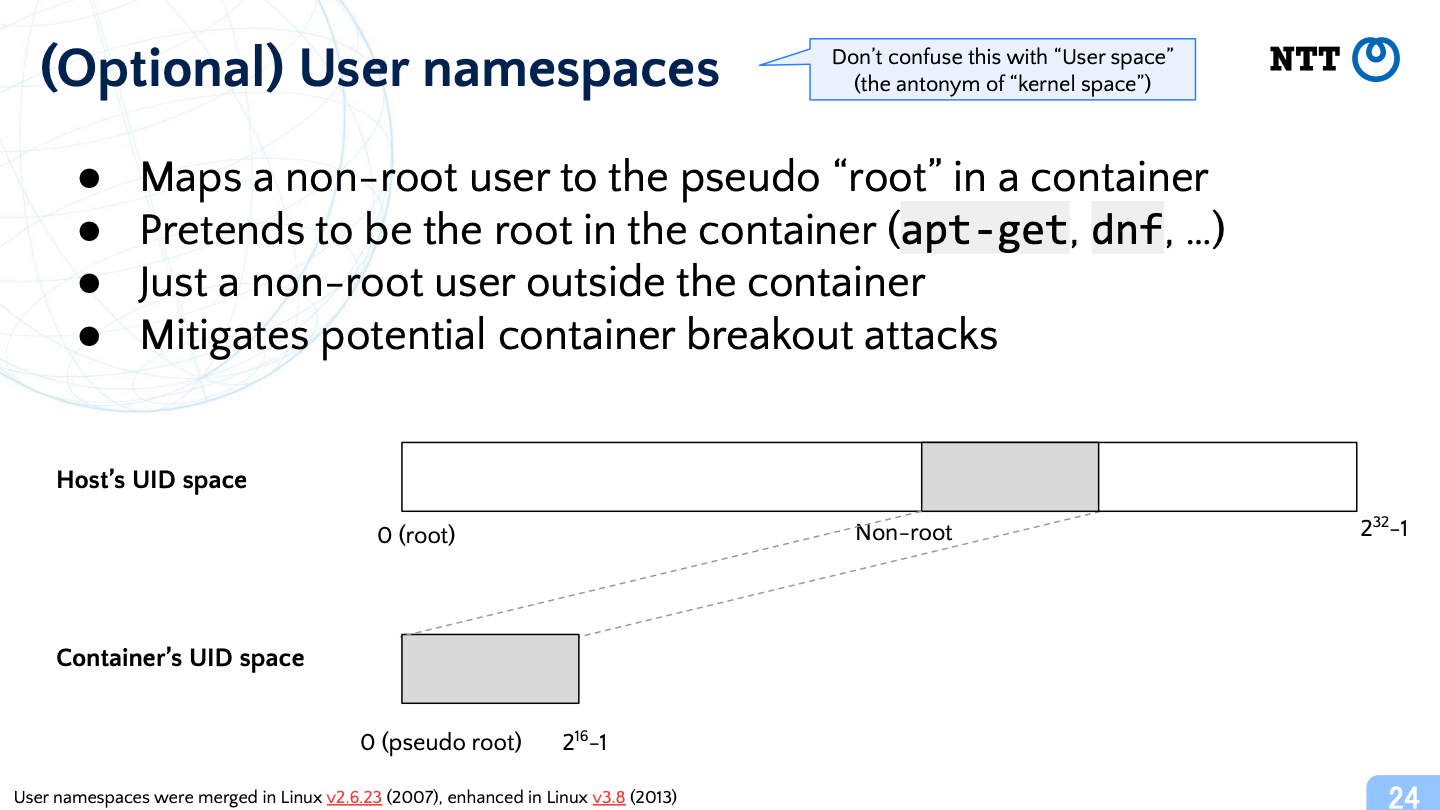 (Optional) User namespaces
Don’t confuse this with “User space”
(the antonym of “kernel space”)
NTT
● Maps a non-root user to the pseudo “root” in a container
● Pretends to be the root in the container (apt-get, dnf, …)
● Just a non-root user outside the container
● Mitigates potential container breakout attacks
Host’s UID space
0 (root)
Non-root
2³²-1
Container’s UID space
0 (pseudo root)
2¹⁶-1
User namespaces were merged in Linux v2.6.23 (2007), enhanced in Linux v3.8 (2013)
24